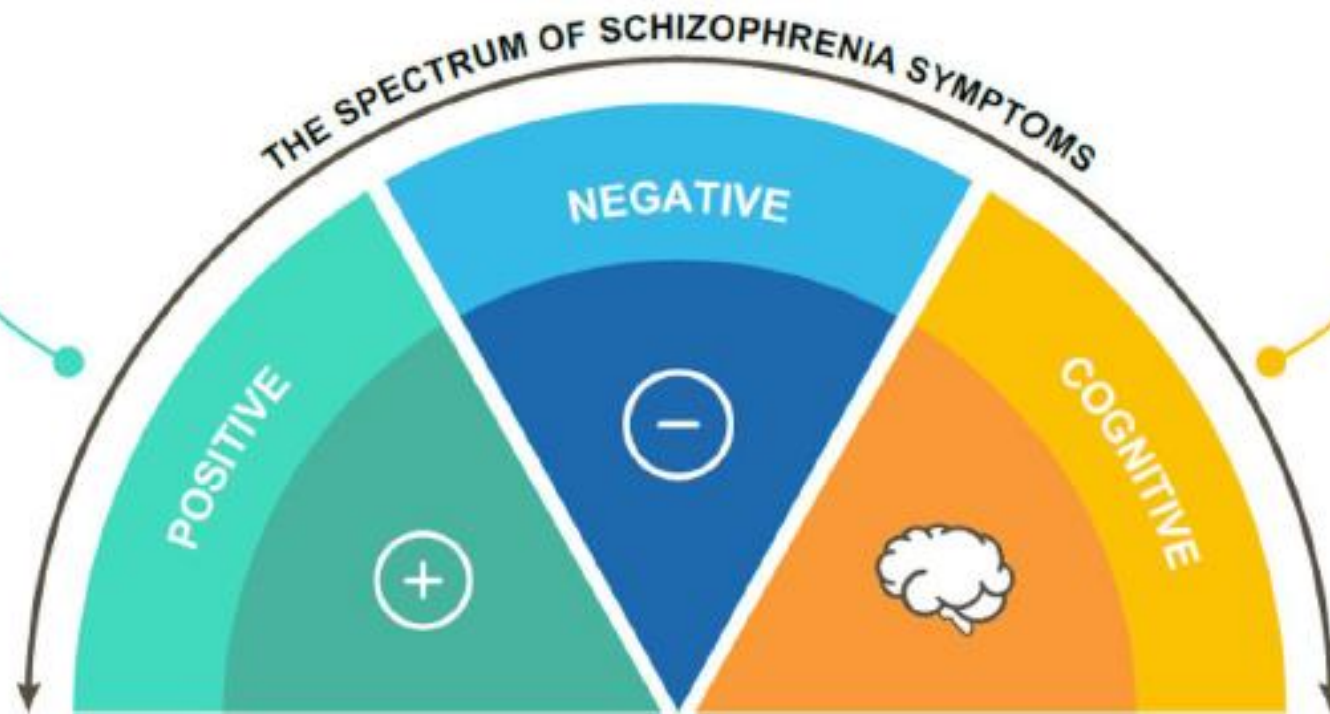 THE SPECTRUM OF SCHIZOPHRENIA SYMPTOMS
POSITIVE
NEGATIVE
COGNITIVE